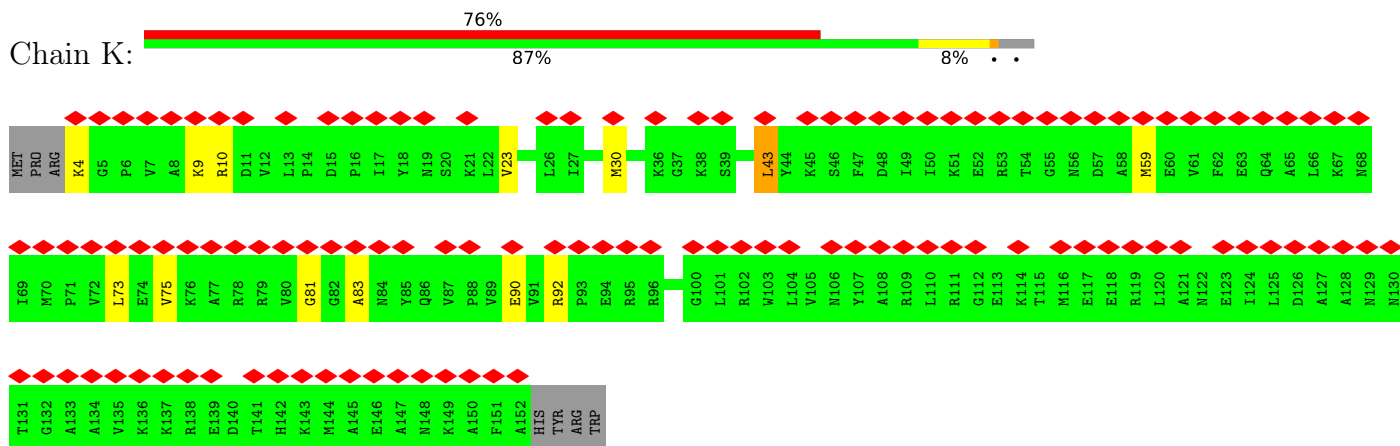 76%
Chain K:
87% 8% • •
MET PRO ARG K4 G5 P6 V7 A8 K9 R10 D11 V12 L13 P14 D15 P16 I17 Y18 N19 S20 K21 L22 V23 L26 I27 M30 K36 G37 K38 S39 L43 Y44 K45 S46 F47 D48 I49 I50 K51 E52 R53 T54 G55 N56 D57 A58 M59 E60 V61 F62 E63 Q64 A65 L66 K67 N68
I69 M70 P71 V72 L73 E74 V75 K76 A77 R78 R79 V80 G81 G82 A83 N84 Y85 Q86 V87 P88 V89 E90 V91 R92 P93 E94 R95 R96 G100 L101 R102 W103 L104 V105 N106 Y107 A108 R109 L110 R111 G112 E113 K114 T115 M116 E117 E118 R119 L120 A121 N122 E123 I124 L125 D126 A127 A128 N129 N130
T131 G132 A133 A134 V135 K136 K137 R138 E139 D140 T141 H142 K143 M144 A145 E146 A147 N148 K149 A150 F151 A152 HIS TYR ARG TRP